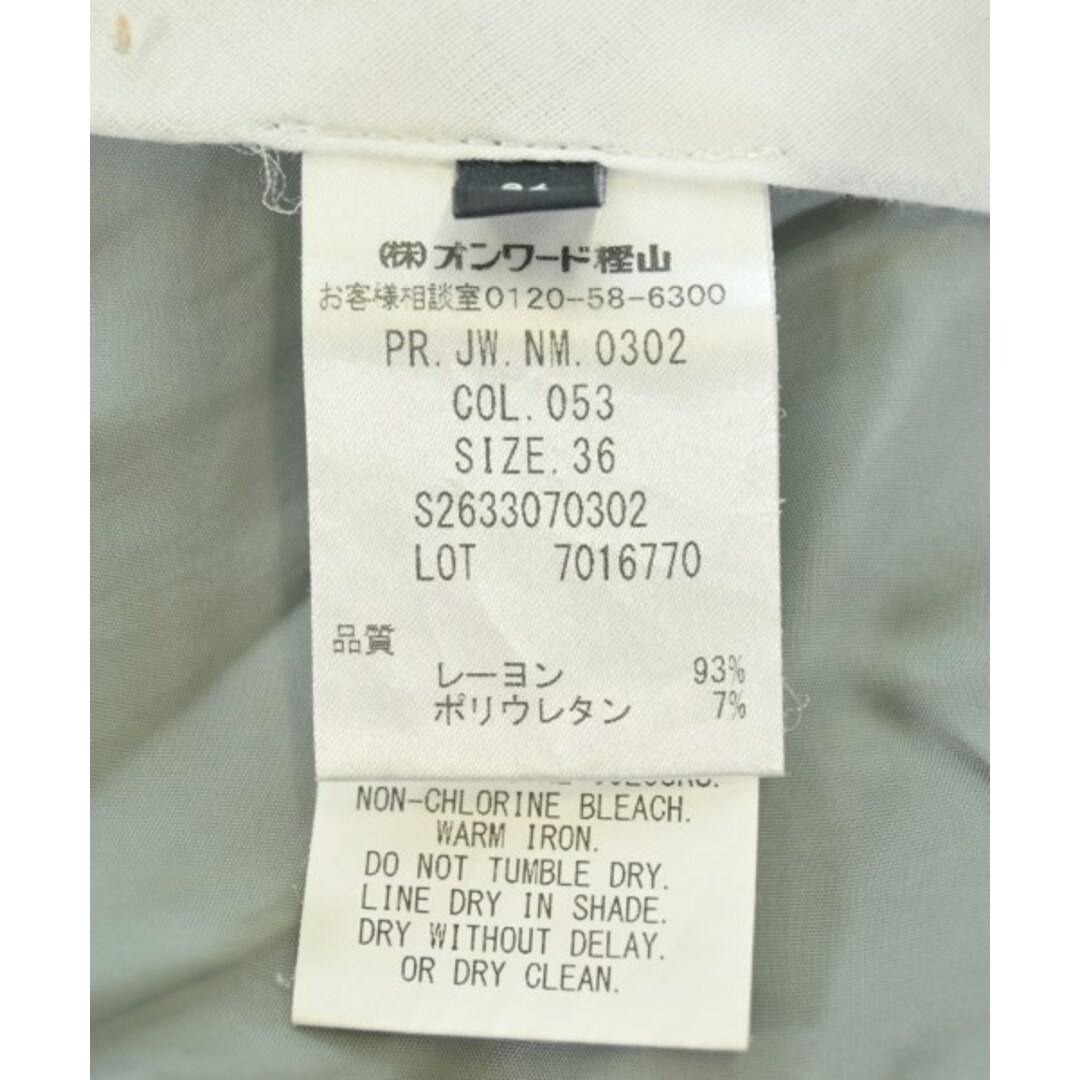 (株)オンワード樫山
お客様相談室0120-58-6300
PR. JW. NM. 0302
COL. 053
SIZE. 36
S2633070302
LOT 7016770
品質
レーヨン 93%
ポリウレタン 7%
NON-CHLORINE BLEACH.
WARM IRON.
DO NOT TUMBLE DRY.
LINE DRY IN SHADE.
DRY WITHOUT DELAY.
OR DRY CLEAN.